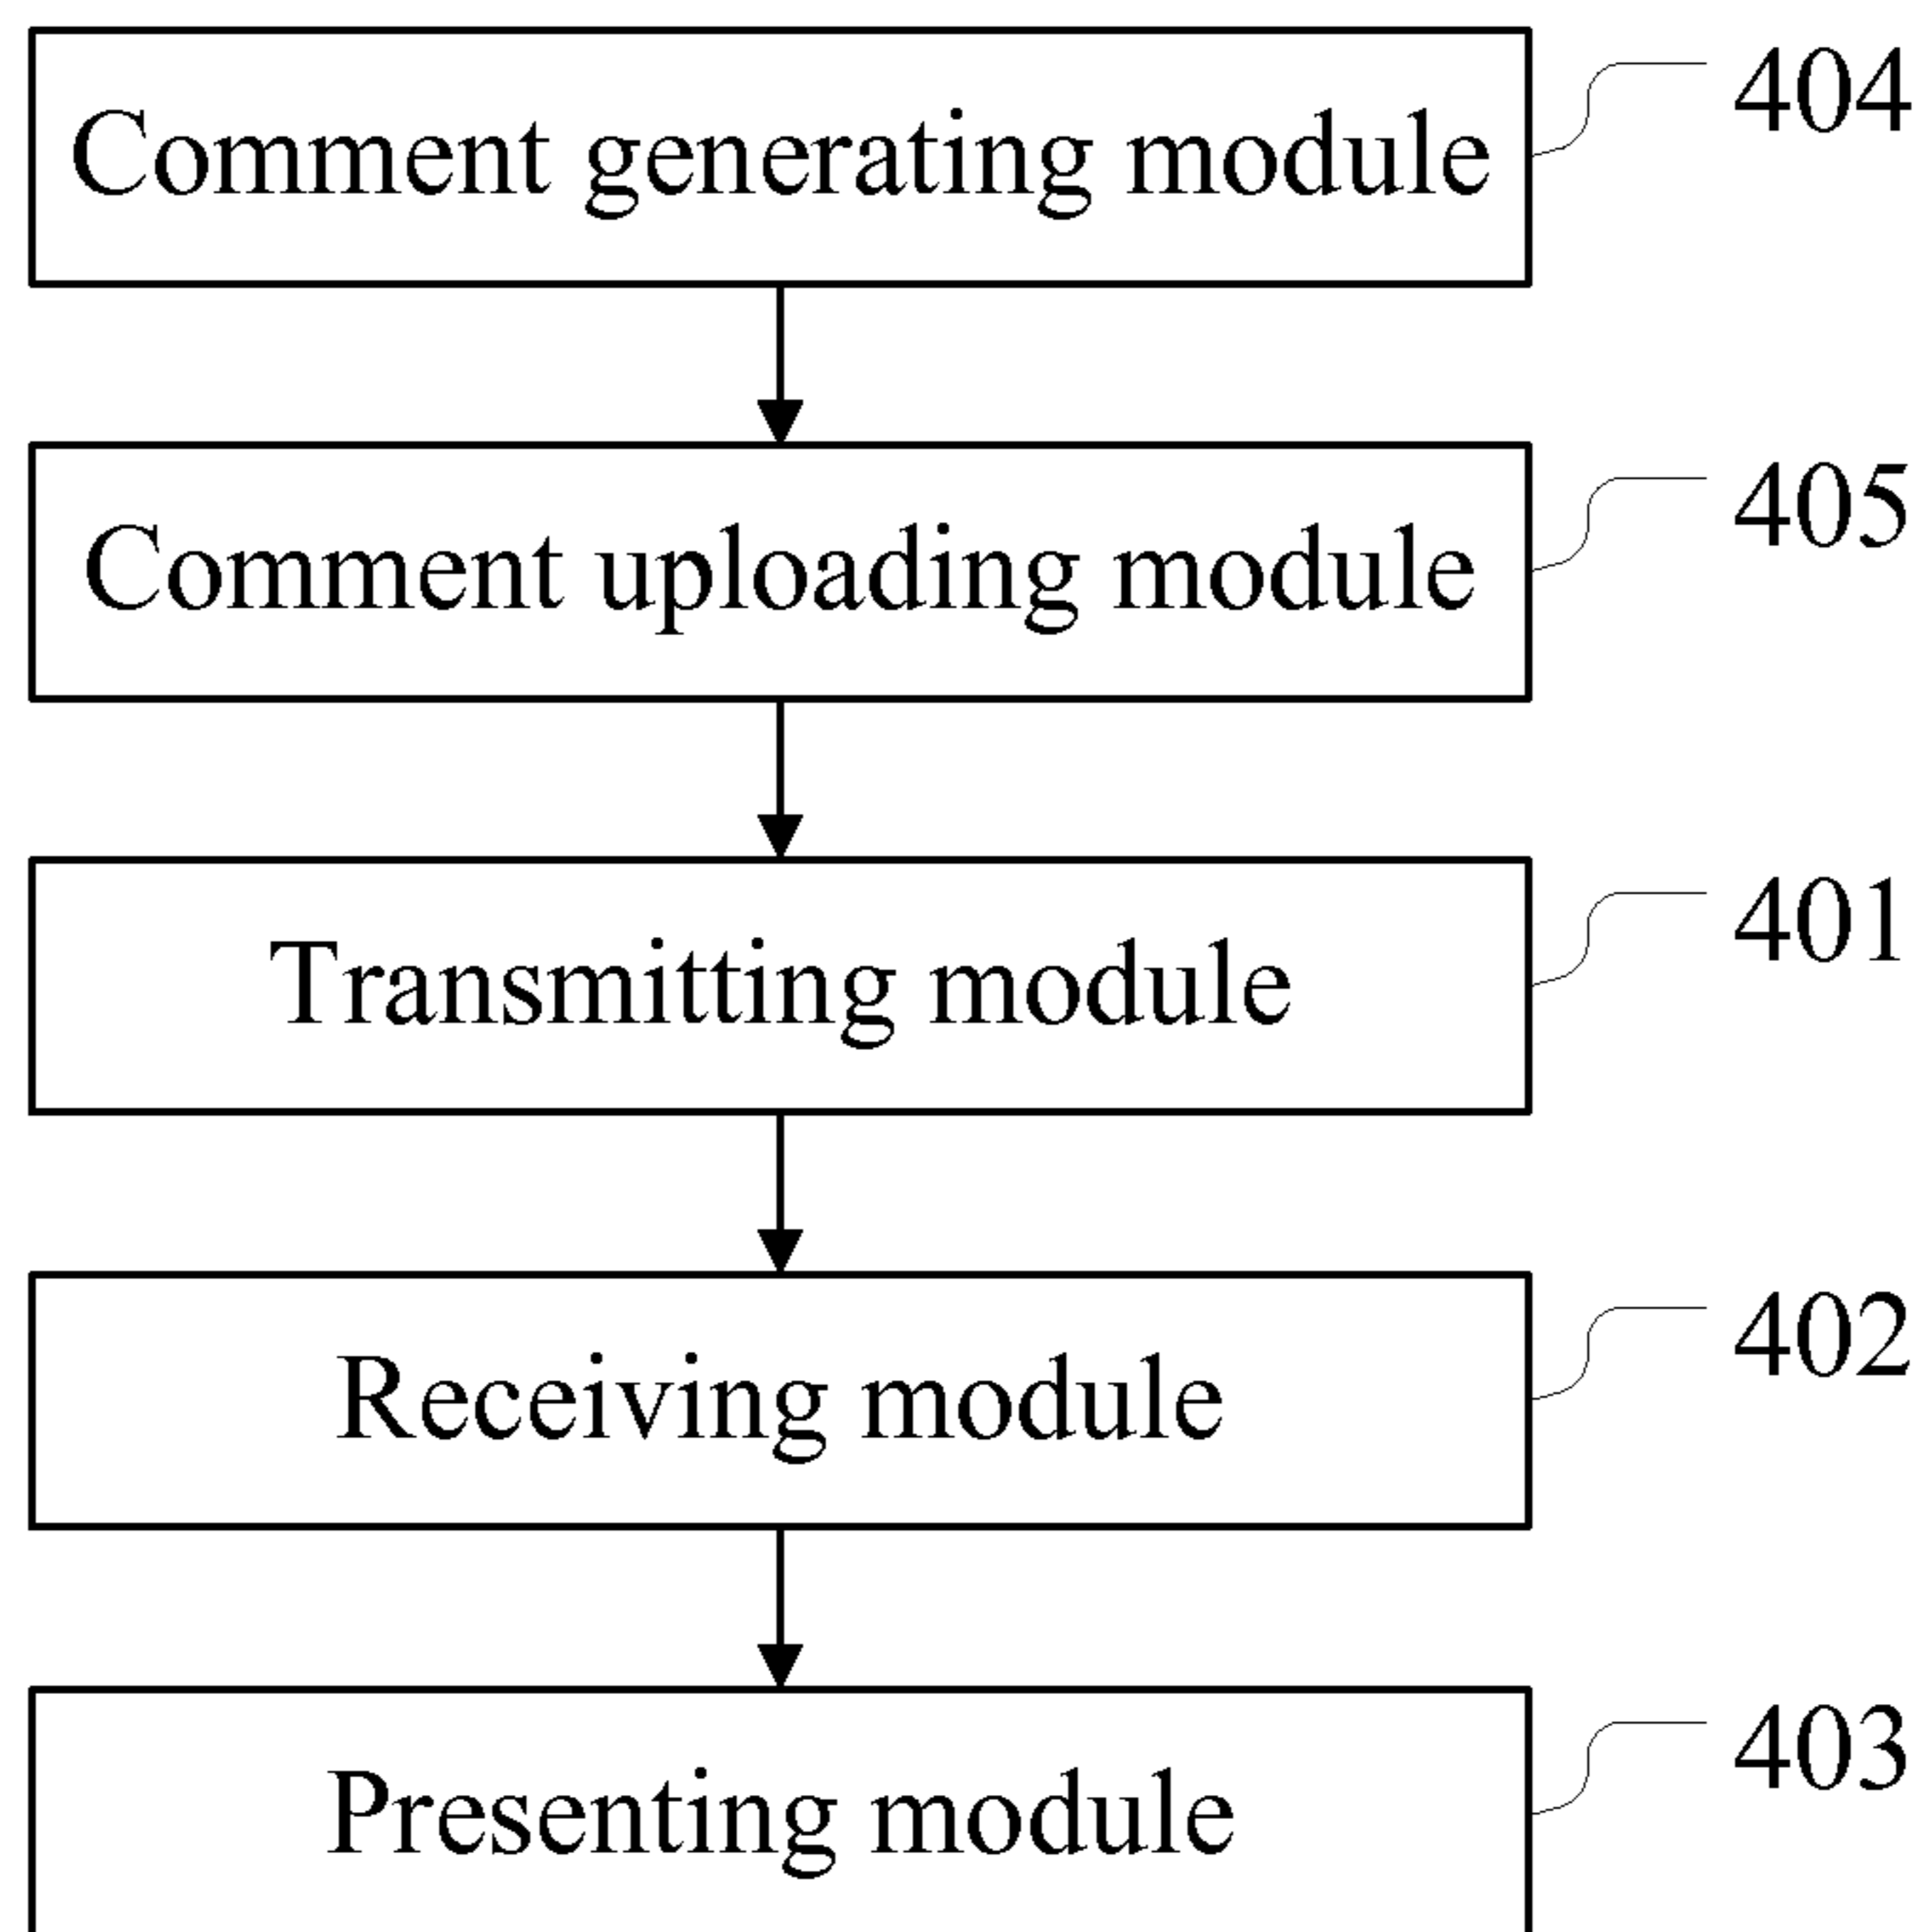 Comment generating module 404
Comment uploading module 405
Transmitting module 401
Receiving module 402
Presenting module 403